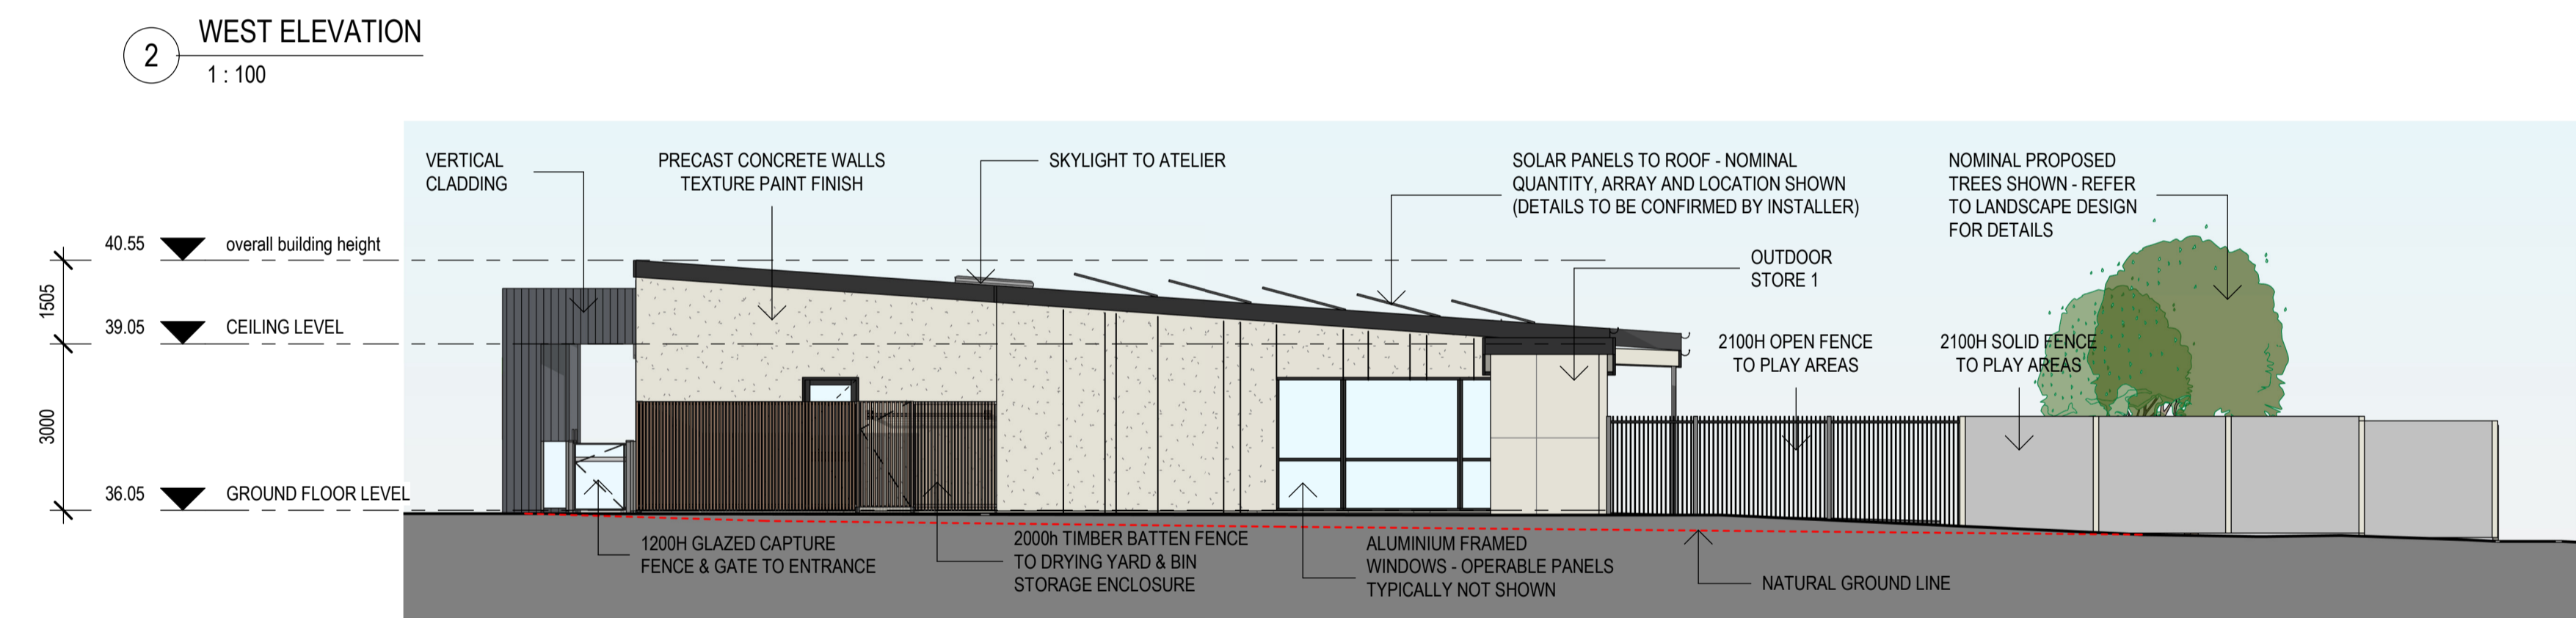 2
WEST ELEVATION
1 : 100
VERTICAL
CLADDING
PRECAST CONCRETE WALLS
TEXTURE PAINT FINISH
SKYLIGHT TO ATELIER
SOLAR PANELS TO ROOF - NOMINAL
QUANTITY, ARRAY AND LOCATION SHOWN
(DETAILS TO BE CONFIRMED BY INSTALLER)
NOMINAL PROPOSED
TREES SHOWN - REFER
TO LANDSCAPE DESIGN
FOR DETAILS
40.55
overall building height
1505
39.05
CEILING LEVEL
3000
36.05
GROUND FLOOR LEVEL
OUTDOOR
STORE 1
2100H OPEN FENCE
TO PLAY AREAS
2100H SOLID FENCE
TO PLAY AREAS
1200H GLAZED CAPTURE
FENCE & GATE TO ENTRANCE
2000h TIMBER BATTEN FENCE
TO DRYING YARD & BIN
STORAGE ENCLOSURE
ALUMINIUM FRAMED
WINDOWS - OPERABLE PANELS
TYPICALLY NOT SHOWN
NATURAL GROUND LINE